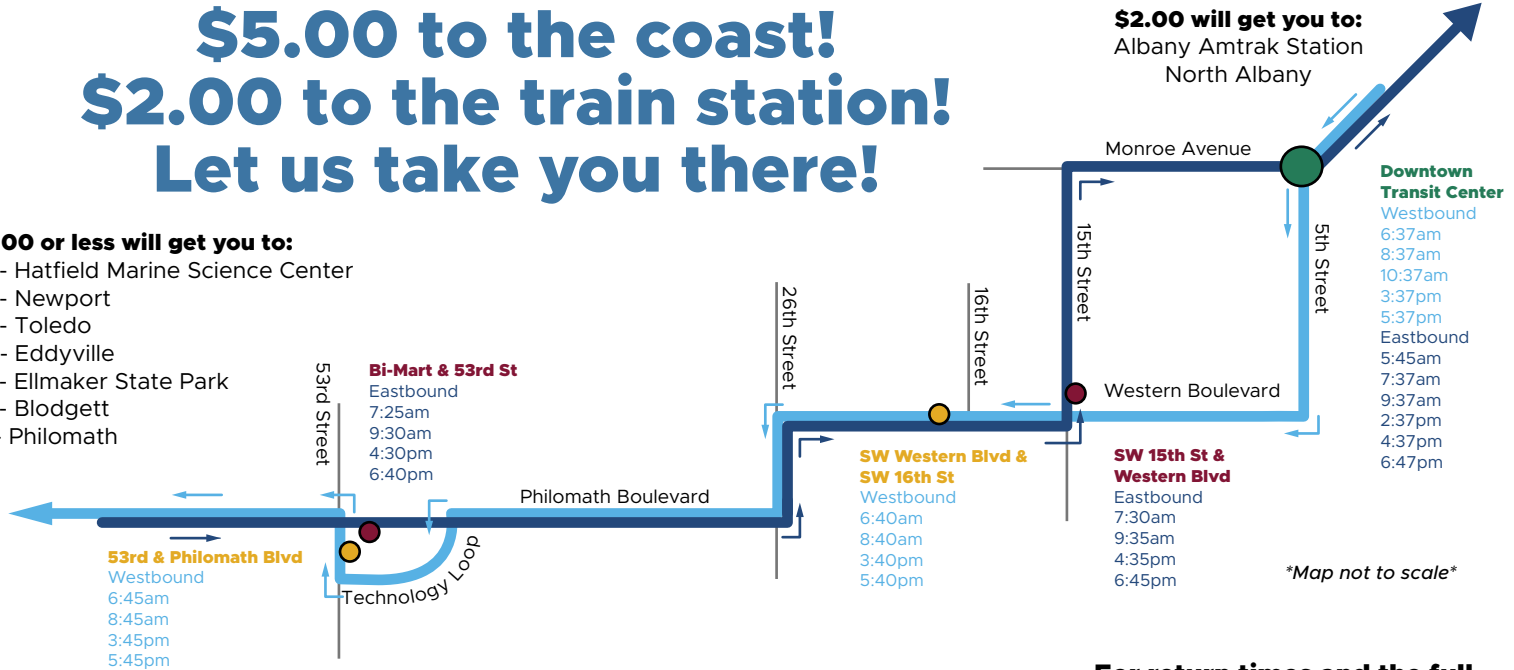 $5.00 to the coast!
$2.00 to the train station!
Let us take you there!
$2.00 will get you to:
Albany Amtrak Station
North Albany
00 or less will get you to:
- Hatfield Marine Science Center
- Newport
- Toledo
- Eddyville
- Ellmaker State Park
- Blodgett
- Philomath
Monroe Avenue
15th Street
5th Street
26th Street
16th Street
53rd Street
Western Boulevard
Philomath Boulevard
Technology Loop
Downtown
Transit Center
Westbound
6:37am
8:37am
10:37am
3:37pm
5:37pm
Eastbound
5:45am
7:37am
9:37am
2:37pm
4:37pm
6:47pm
Bi-Mart & 53rd St
Eastbound
7:25am
9:30am
4:30pm
6:40pm
SW Western Blvd &
SW 16th St
Westbound
6:40am
8:40am
3:40pm
5:40pm
SW 15th St &
Western Blvd
Eastbound
7:30am
9:35am
4:35pm
6:45pm
53rd & Philomath Blvd
Westbound
6:45am
8:45am
3:45pm
5:45pm
*Map not to scale*
For return times and the full